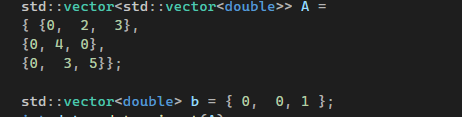 std::vector<std::vector<double>> A =
{ {0,  2,  3},
{0, 4, 0},
{0,  3, 5}};
std::vector<double> b = { 0,  0, 1 };